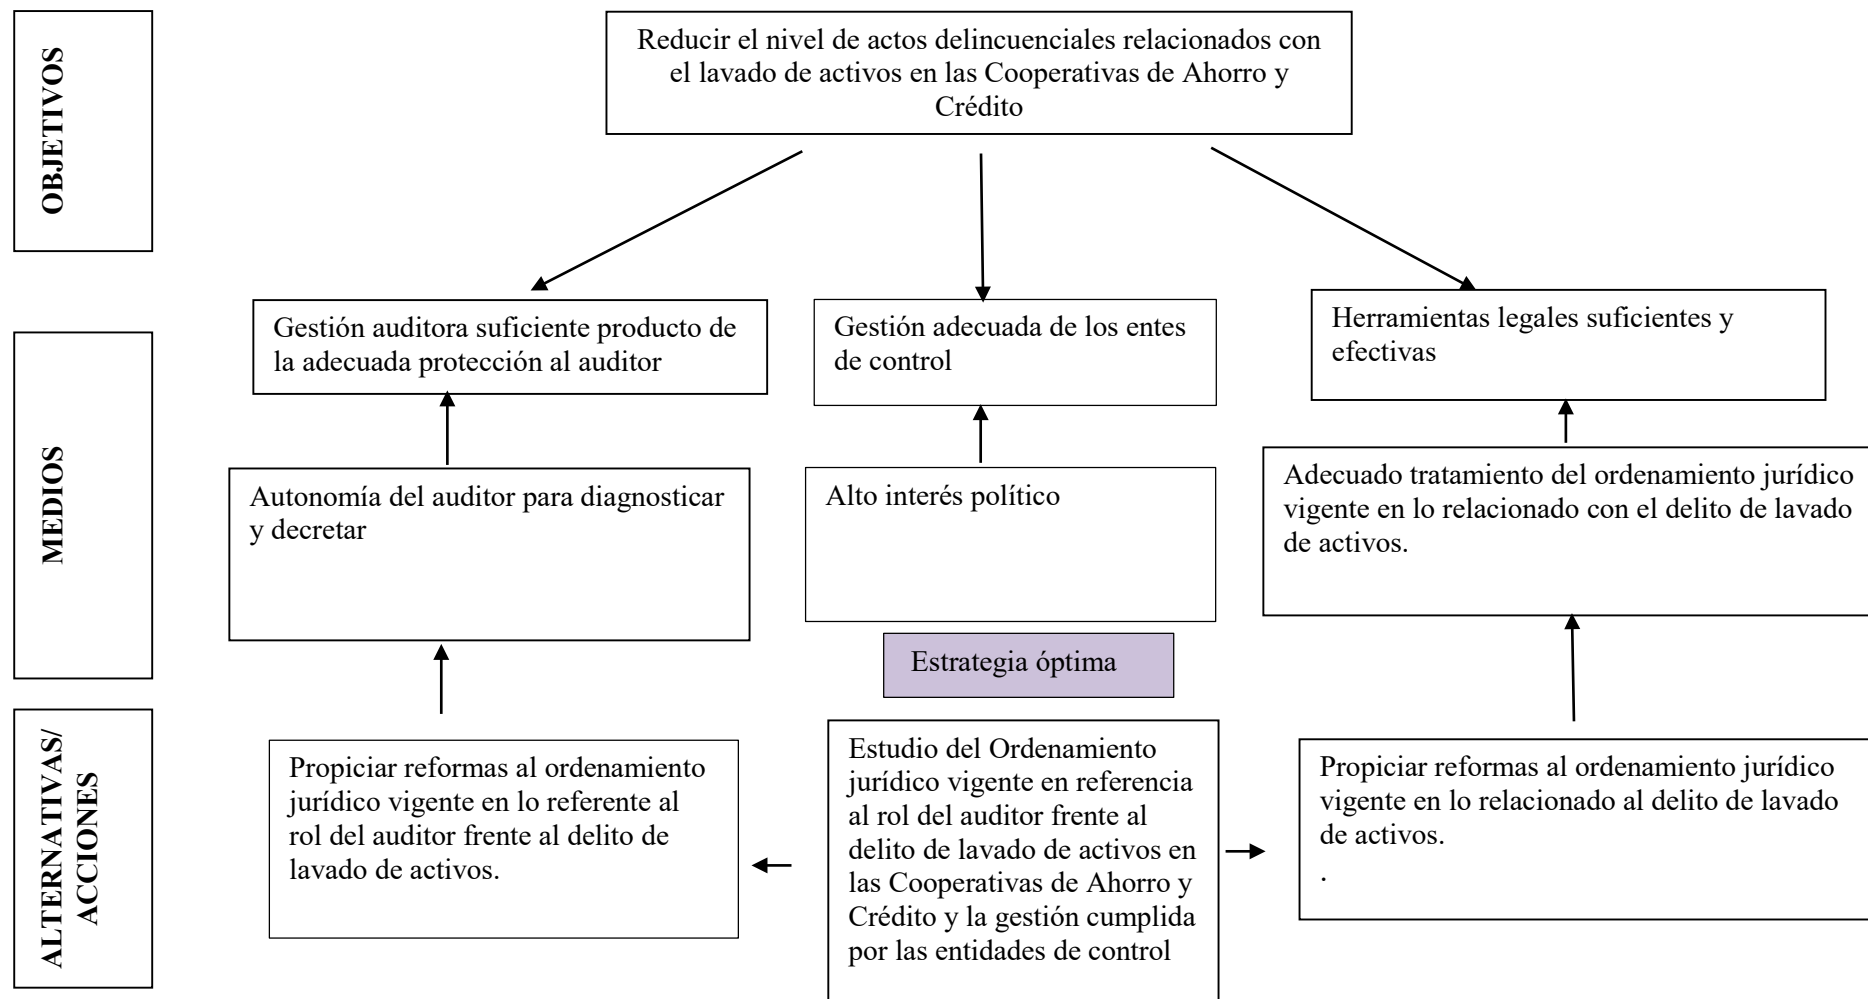 OBJETIVOS
Reducir el nivel de actos delincuenciales relacionados con
el lavado de activos en las Cooperativas de Ahorro y
Crédito
MEDIOS
Gestión auditora suficiente producto de
la adecuada protección al auditor
Gestión adecuada de los entes
de control
Herramientas legales suficientes y
efectivas
Autonomía del auditor para diagnosticar
y decretar
Alto interés político
Adecuado tratamiento del ordenamiento jurídico
vigente en lo relacionado con el delito de lavado
de activos.
Estrategia óptima
ALTERNATIVAS/
ACCIONES
Propiciar reformas al ordenamiento
jurídico vigente en lo referente al
rol del auditor frente al delito de
lavado de activos.
Estudio del Ordenamiento
jurídico vigente en referencia
al rol del auditor frente al
delito de lavado de activos en
las Cooperativas de Ahorro y
Crédito y la gestión cumplida
por las entidades de control
Propiciar reformas al ordenamiento jurídico
vigente en lo relacionado al delito de lavado
de activos.
.